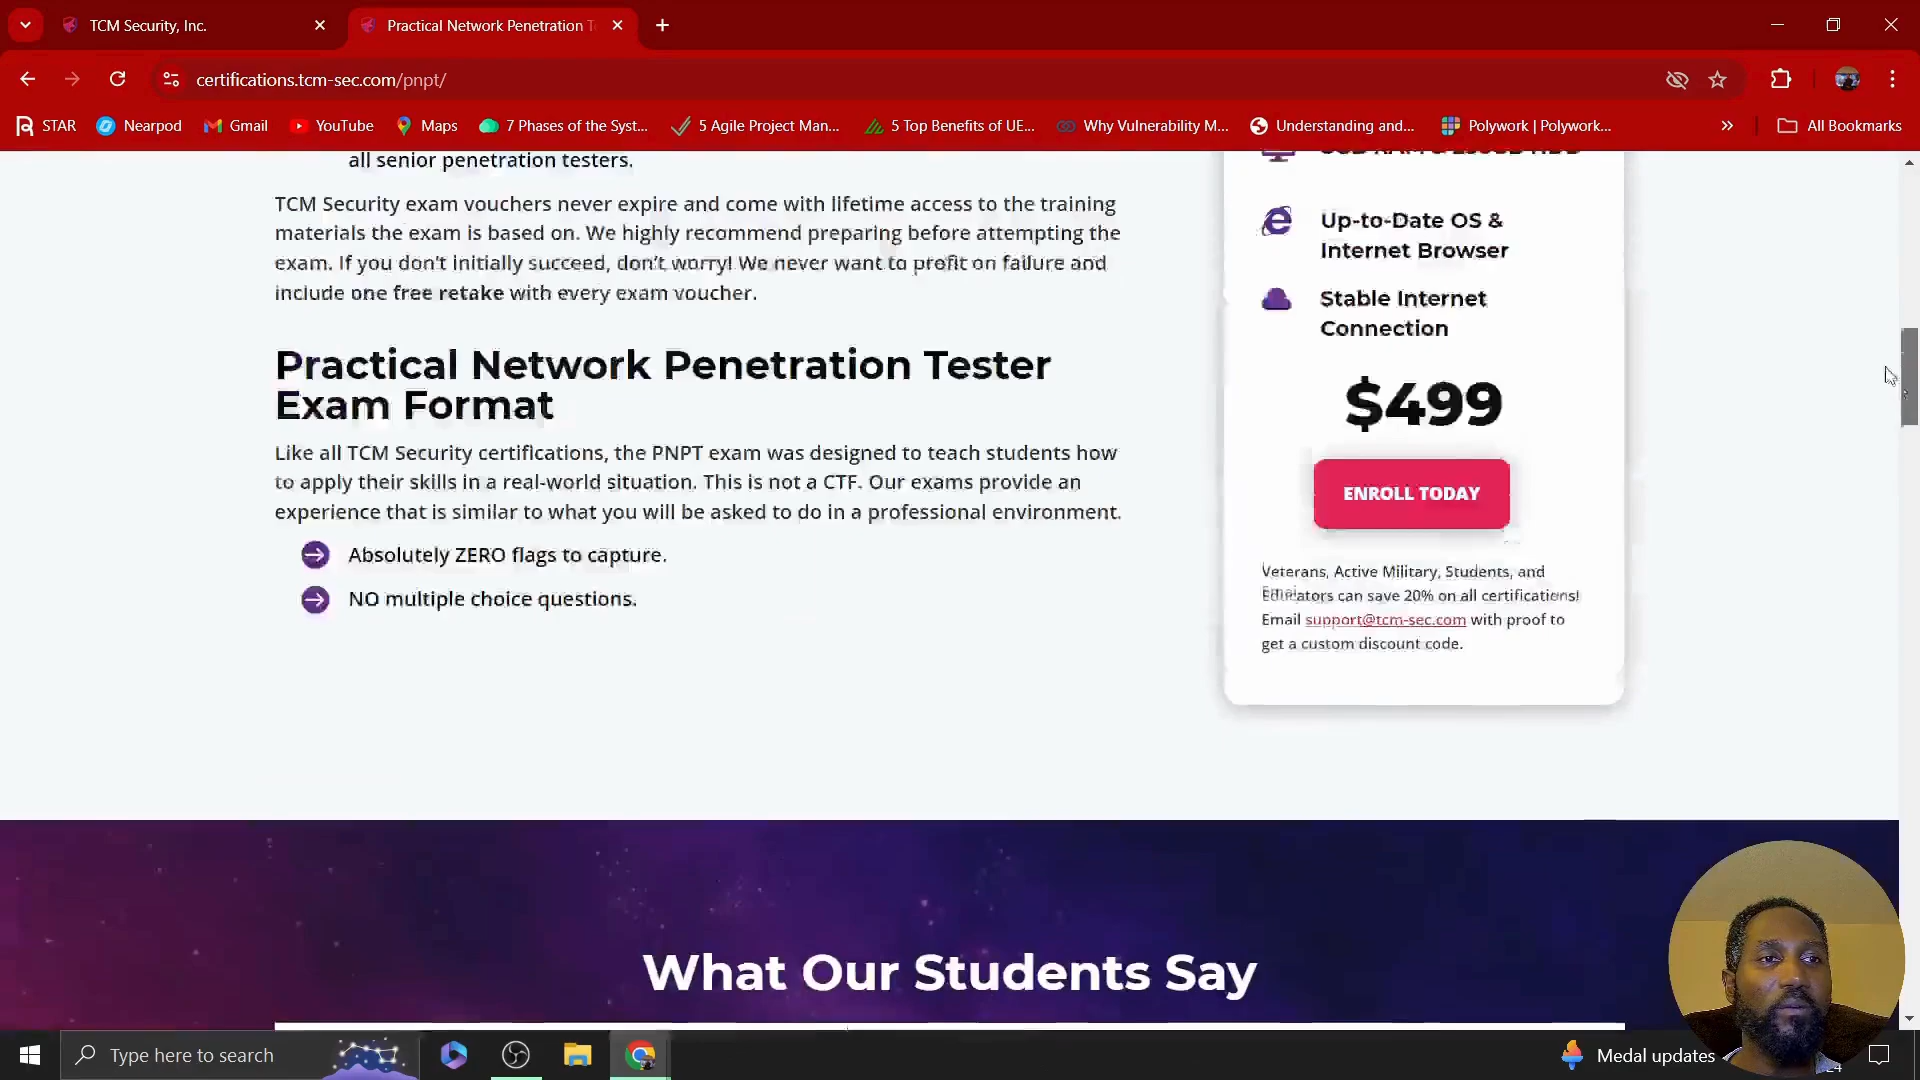 TCM Security, Inc.
Practical Network Penetration T
certifications.tcm-sec.com/pnpt/
STAR
Nearpod
Gmail
YouTube
Maps
7 Phases of the Syst...
5 Agile Project Man...
5 Top Benefits of UE...
Why Vulnerability M...
Understanding and...
Polywork | Polywork...
All Bookmarks
all senior penetration testers.
TCM Security exam vouchers never expire and come with lifetime access to the training
materials the exam is based on. We highly recommend preparing before attempting the
exam. If you don't initially succeed, don't worry! We never want to profit on failure and
include one free retake with every exam voucher.
Practical Network Penetration Tester
Exam Format
Like all TCM Security certifications, the PNPT exam was designed to teach students how
to apply their skills in a real-world situation. This is not a CTF. Our exams provide an
experience that is similar to what you will be asked to do in a professional environment.
Absolutely ZERO flags to capture.
NO multiple choice questions.
Up-to-Date OS &
Internet Browser
Stable Internet
Connection
$499
ENROLL TODAY
Veterans, Active Military, Students, and
Educators can save 20% on all certifications!
Email support@tcm-sec.com with proof to
get a custom discount code.
What Our Students Say
Type here to search
Medal updates